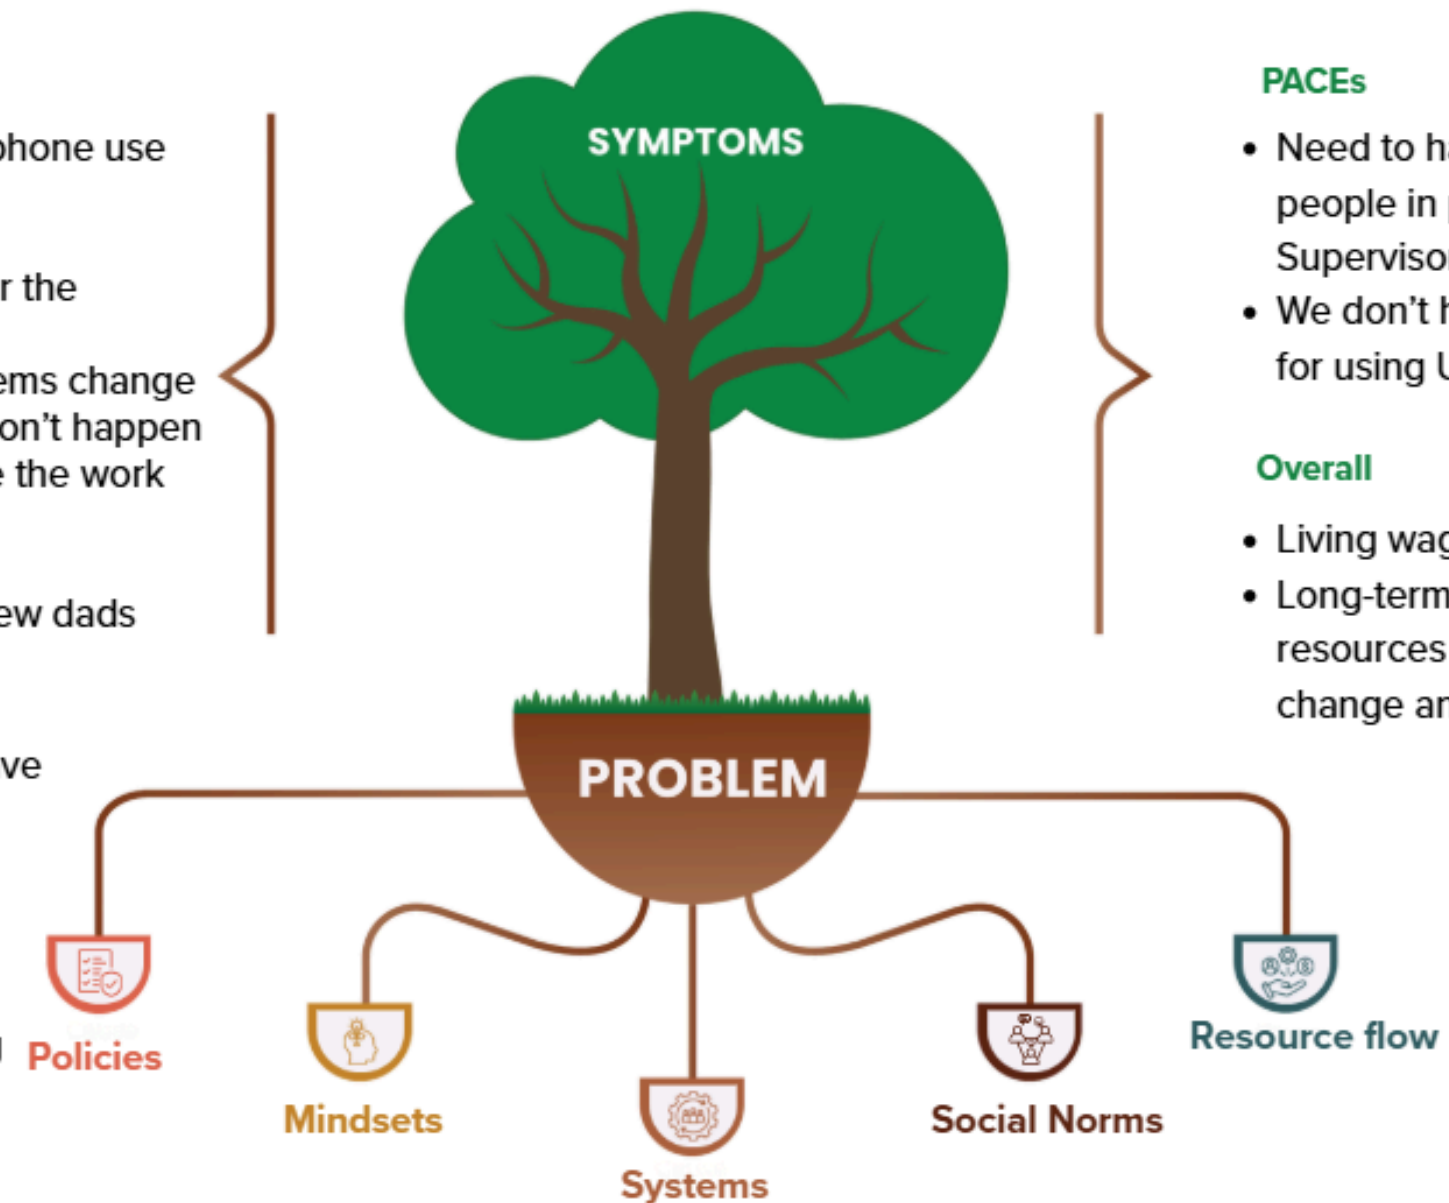 phone use
r the
ems change
on't happen
e the work
ew dads
ve
SYMPTOMS
PROBLEM
PACEs
• Need to ha
people in
Superviso
• We don't h
for using U
Overall
• Living wag
• Long-term
resources
change an
Policies
Mindsets
Systems
Social Norms
Resource flow